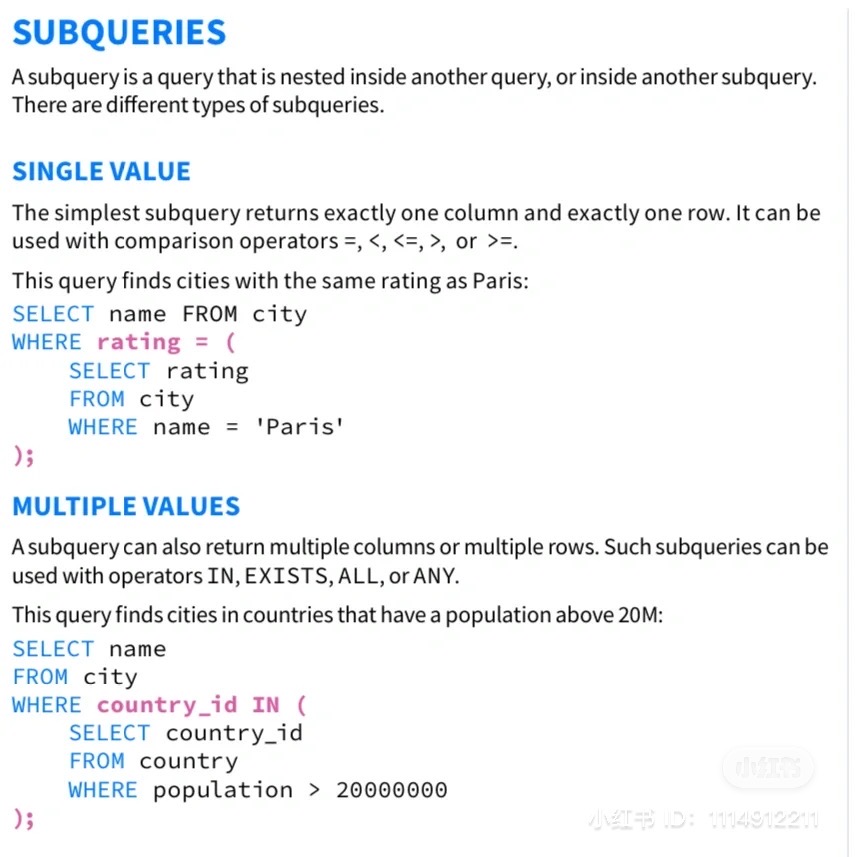 SUBQUERIES
A subquery is a query that is nested inside another query, or inside another subquery.
There are different types of subqueries.
SINGLE VALUE
The simplest subquery returns exactly one column and exactly one row. It can be
used with comparison operators =, <, <=, >, or >=.
This query finds cities with the same rating as Paris:
SELECT name FROM city
WHERE rating = (
    SELECT rating
    FROM city
    WHERE name = 'Paris'
);
MULTIPLE VALUES
A subquery can also return multiple columns or multiple rows. Such subqueries can be
used with operators IN, EXISTS, ALL, or ANY.
This query finds cities in countries that have a population above 20M:
SELECT name
FROM city
WHERE country_id IN (
    SELECT country_id
    FROM country
    WHERE population > 20000000
);
小红书
小红书 ID: 1114912211